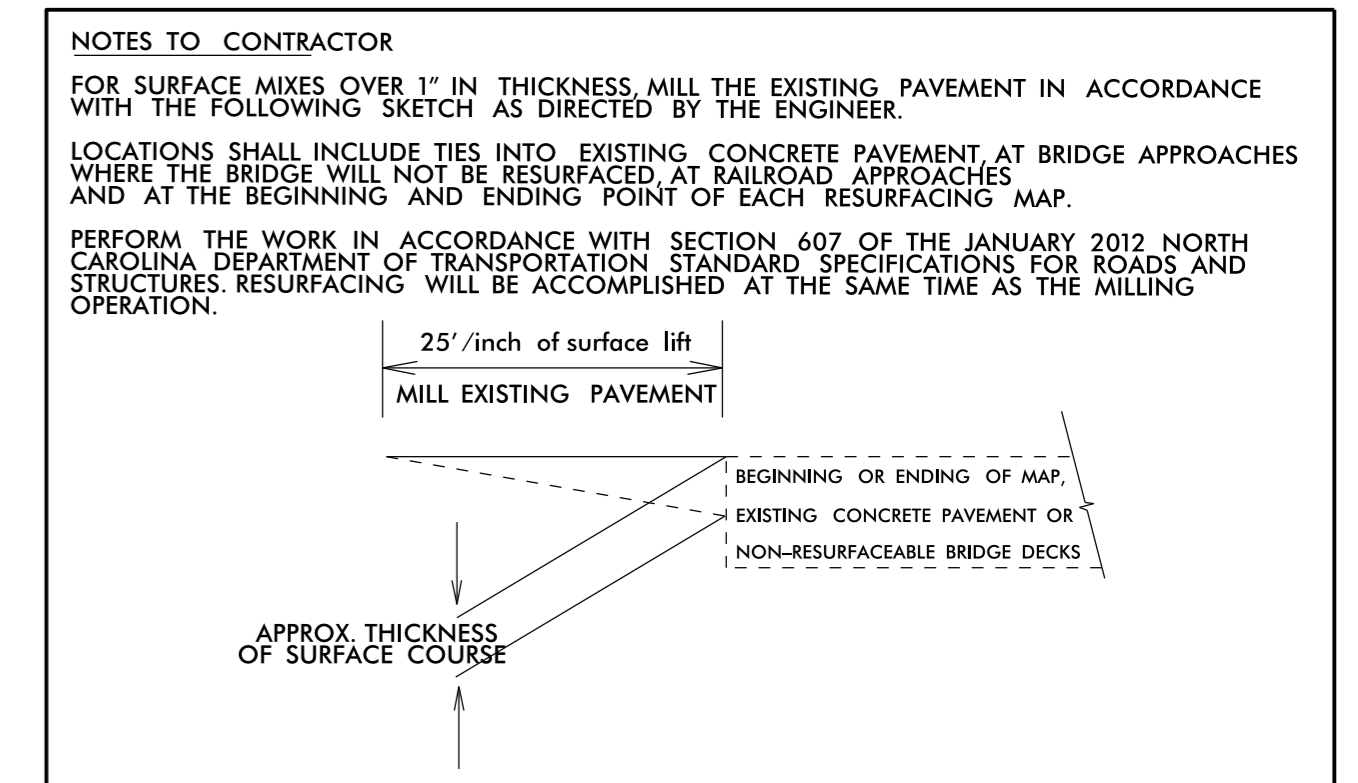 NOTES TO CONTRACTOR
FOR SURFACE MIXES OVER 1" IN THICKNESS, MILL THE EXISTING PAVEMENT IN ACCORDANCE
WITH THE FOLLOWING SKETCH AS DIRECTED BY THE ENGINEER.
LOCATIONS SHALL INCLUDE TIES INTO EXISTING CONCRETE PAVEMENT, AT BRIDGE APPROACHES
WHERE THE BRIDGE WILL NOT BE RESURFACED, AT RAILROAD APPROACHES
AND AT THE BEGINNING AND ENDING POINT OF EACH RESURFACING MAP.
PERFORM THE WORK IN ACCORDANCE WITH SECTION 607 OF THE JANUARY 2012 NORTH
CAROLINA DEPARTMENT OF TRANSPORTATION STANDARD SPECIFICATIONS FOR ROADS AND
STRUCTURES. RESURFACING WILL BE ACCOMPLISHED AT THE SAME TIME AS THE MILLING
OPERATION.
25'/inch of surface lift
MILL EXISTING PAVEMENT
BEGINNING OR ENDING OF MAP,
EXISTING CONCRETE PAVEMENT OR
NON-RESURFACEABLE BRIDGE DECKS
APPROX. THICKNESS
OF SURFACE COURSE